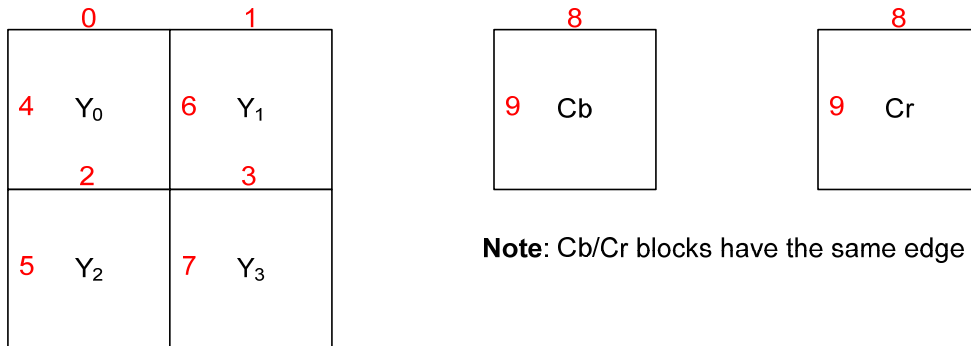 0 1 8 8
4 Y₀ 6 Y₁ 9 Cb 9 Cr
2 3
5 Y₂ 7 Y₃
Note: Cb/Cr blocks have the same edge